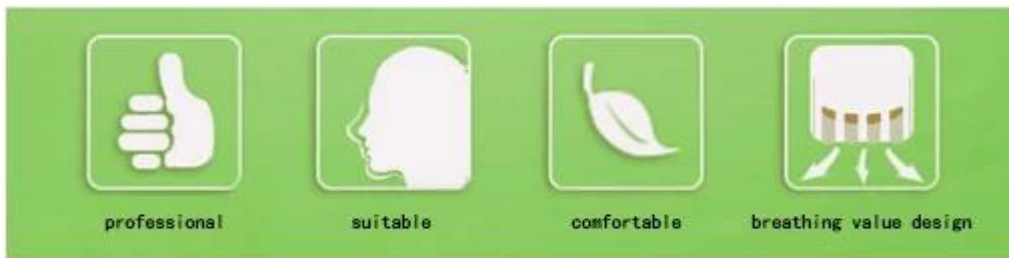 professional
suitable
comfortable
breathing value design